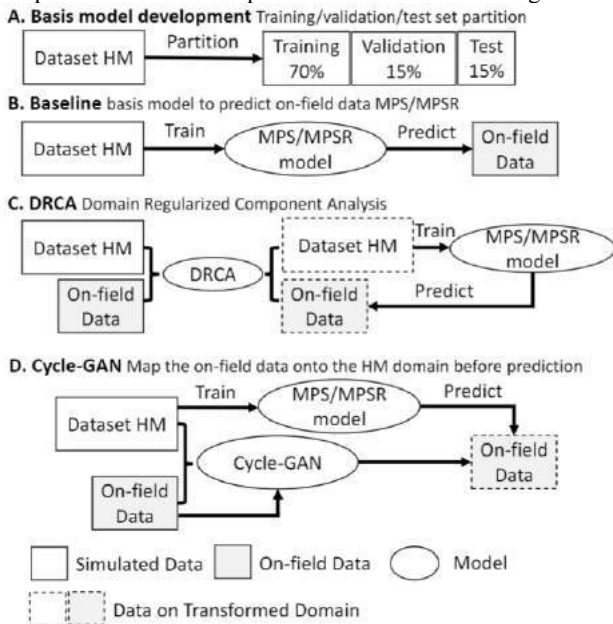 A. Basis model development Training/validation/test set partition
Dataset HM
Partition
Training 70%
Validation 15%
Test 15%
B. Baseline basis model to predict on-field data MPS/MPSR
Dataset HM
Train
MPS/MPSR model
Predict
On-field Data
C. DRCA Domain Regularized Component Analysis
Dataset HM
On-field Data
DRCA
Dataset HM
On-field Data
Train
MPS/MPSR model
Predict
D. Cycle-GAN Map the on-field data onto the HM domain before prediction
Dataset HM
Train
MPS/MPSR model
Predict
On-field Data
Cycle-GAN
On-field Data
Simulated Data
On-field Data
Model
Data on Transformed Domain